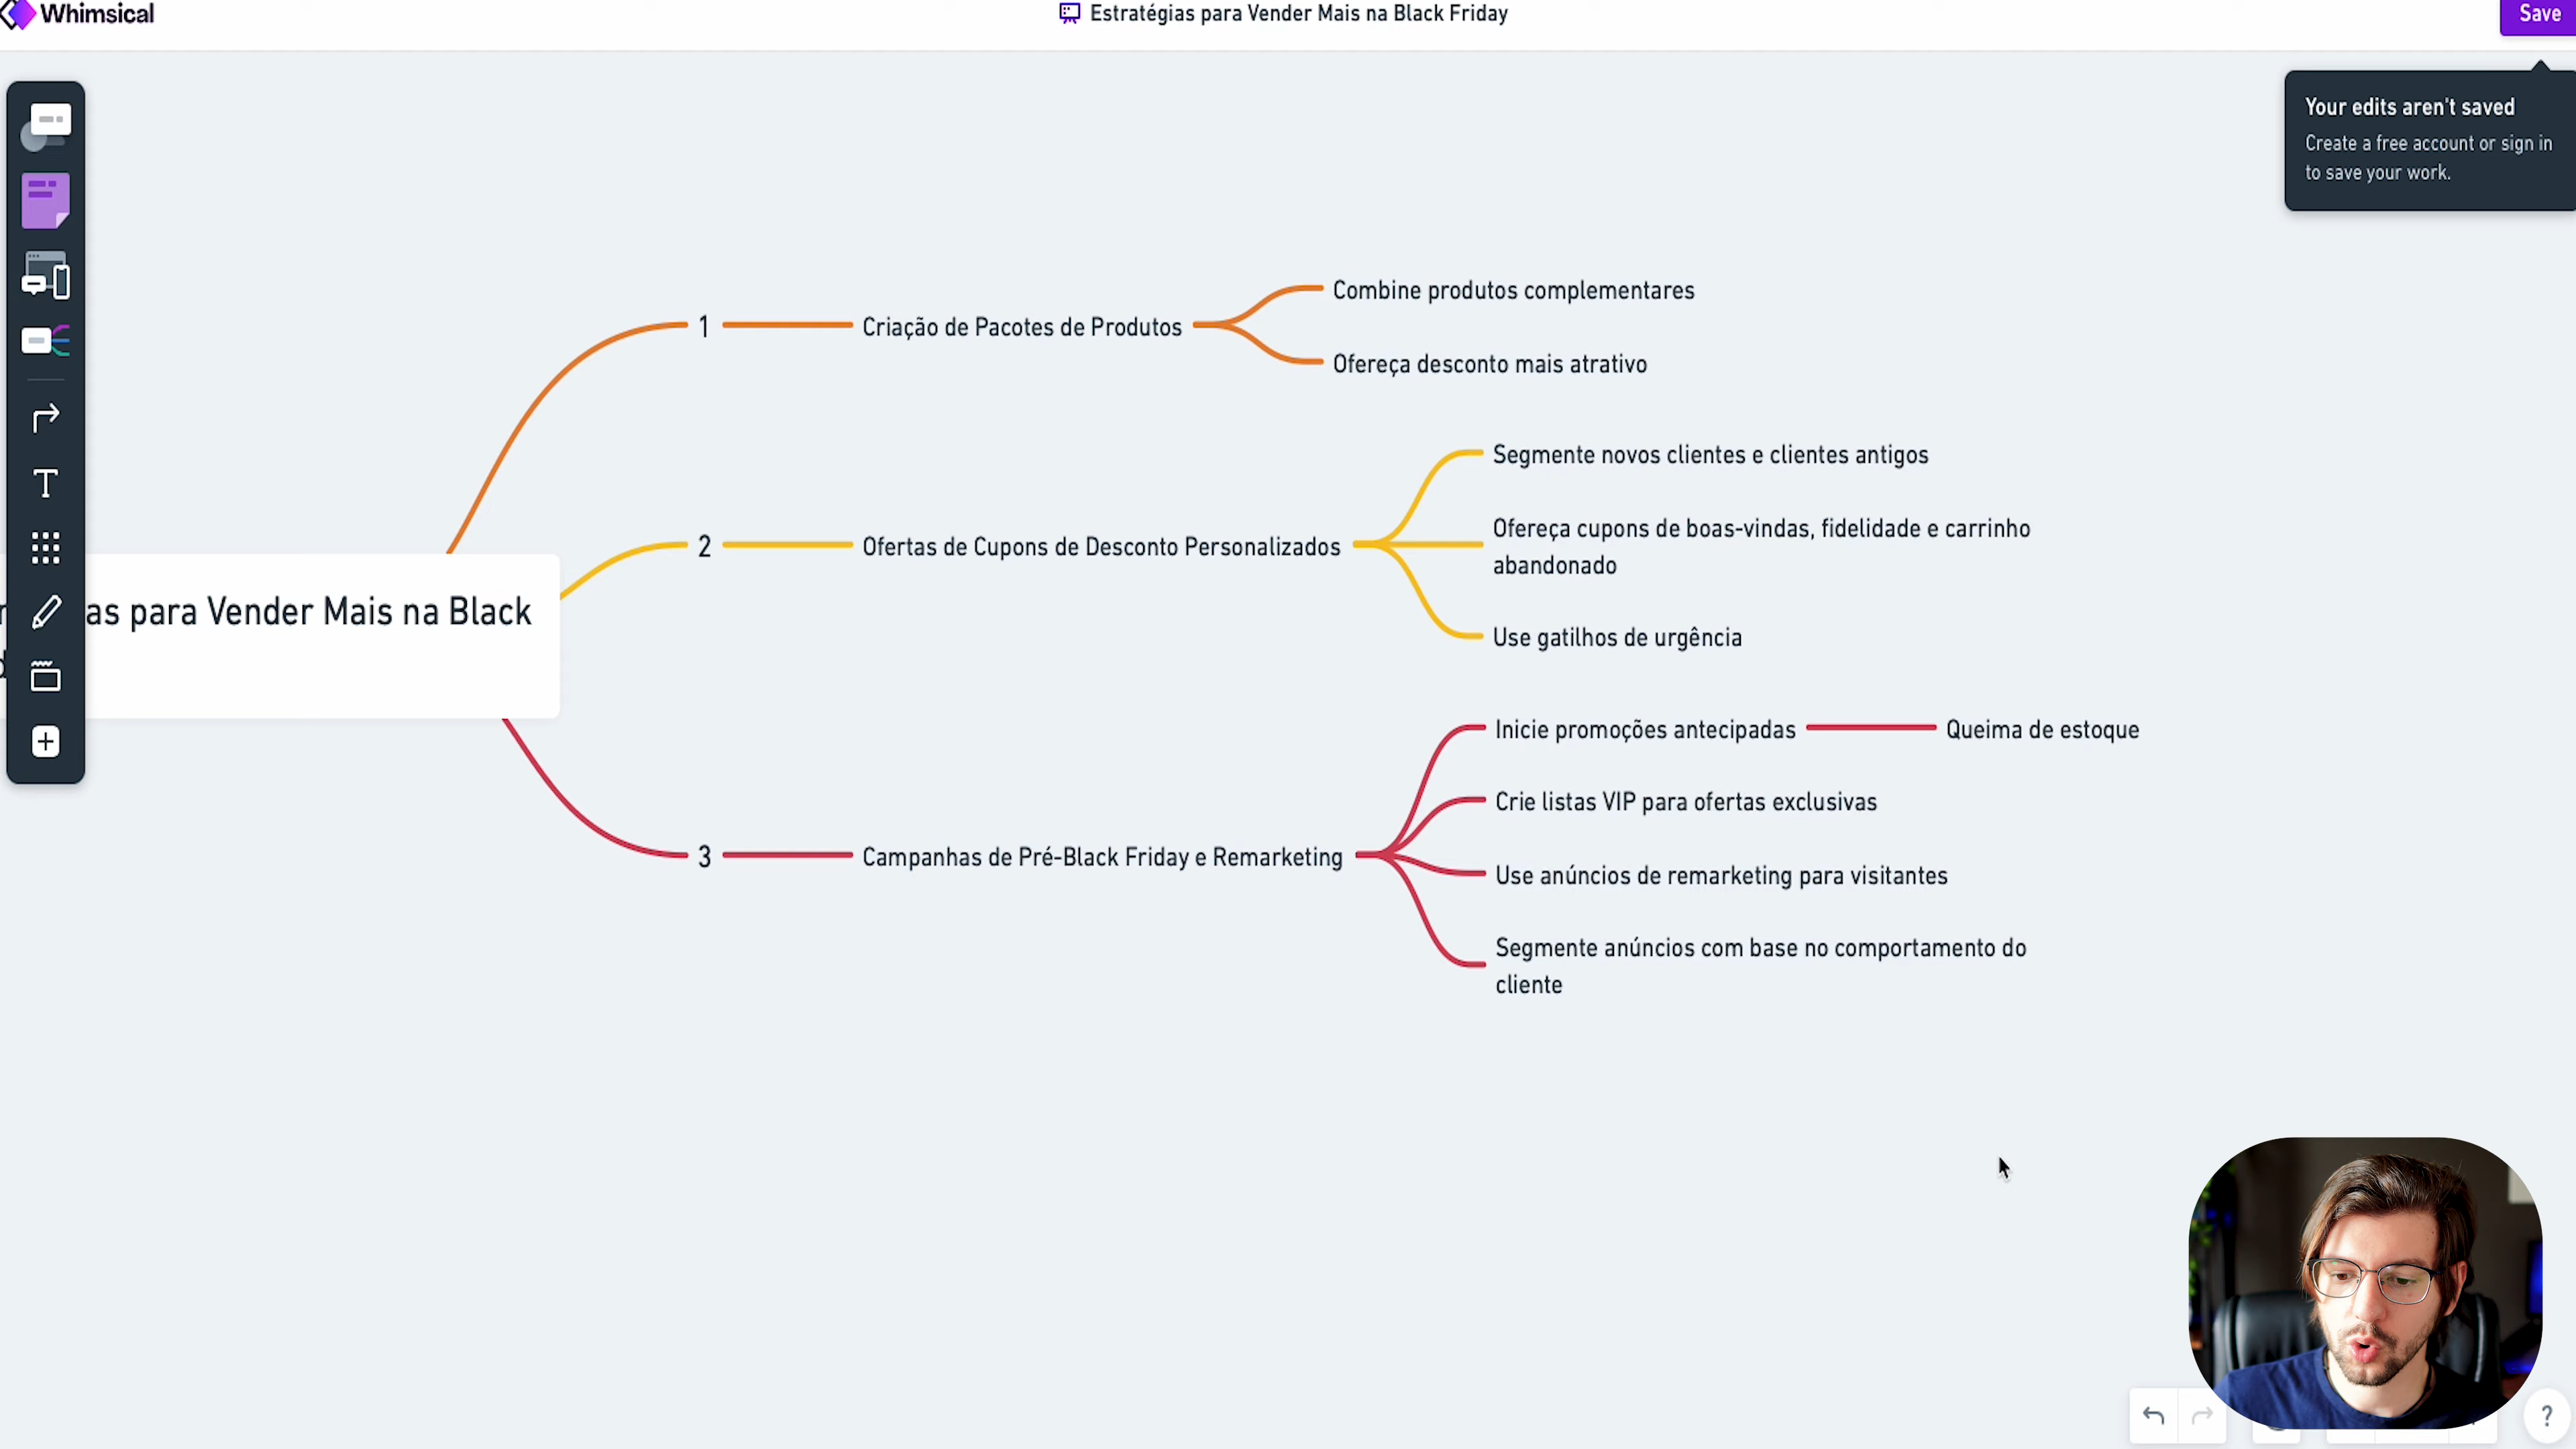 Whimsical
Estratégias para Vender Mais na Black Friday
Save
Your edits aren't saved
Create a free account or sign in
to save your work.
1
Criação de Pacotes de Produtos
Combine produtos complementares
Ofereça desconto mais atrativo
2
Ofertas de Cupons de Desconto Personalizados
Segmente novos clientes e clientes antigos
Ofereça cupons de boas-vindas, fidelidade e carrinho
abandonado
Use gatilhos de urgência
as para Vender Mais na Black
3
Campanhas de Pré-Black Friday e Remarketing
Inicie promoções antecipadas
Queima de estoque
Crie listas VIP para ofertas exclusivas
Use anúncios de remarketing para visitantes
Segmente anúncios com base no comportamento do
cliente
T
?